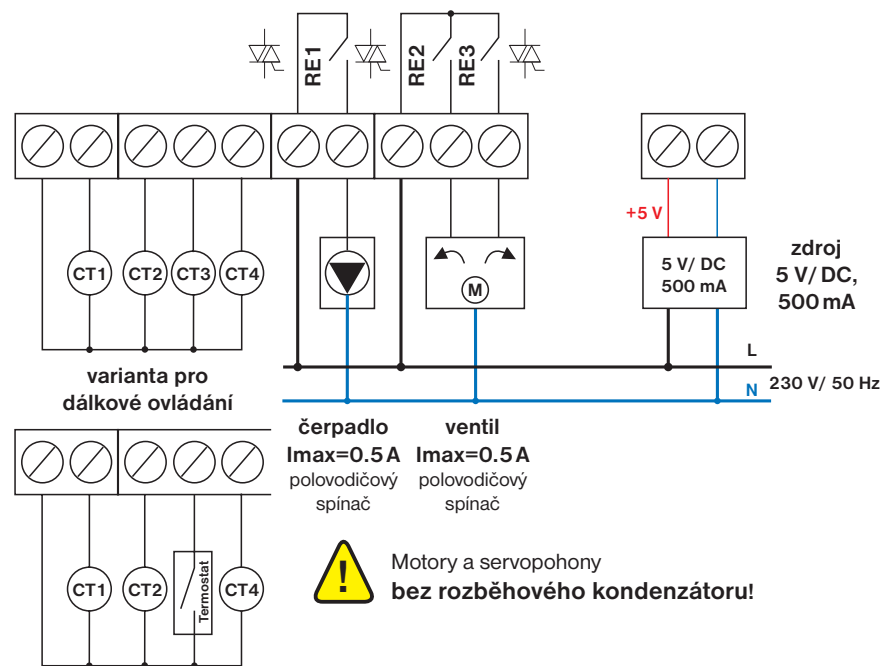 RE1
RE2
RE3
+5 V
CT1
CT2
CT3
CT4
M
5 V/ DC
500 mA
zdroj
5 V/ DC,
500 mA
L
N
230 V/ 50 Hz
varianta pro
dálkové ovládání
čerpadlo
Imax=0.5 A
polovodičový
spínač
ventil
Imax=0.5 A
polovodičový
spínač
CT1
CT2
Termostat
CT4
!
Motory a servopohony
bez rozběhového kondenzátoru!